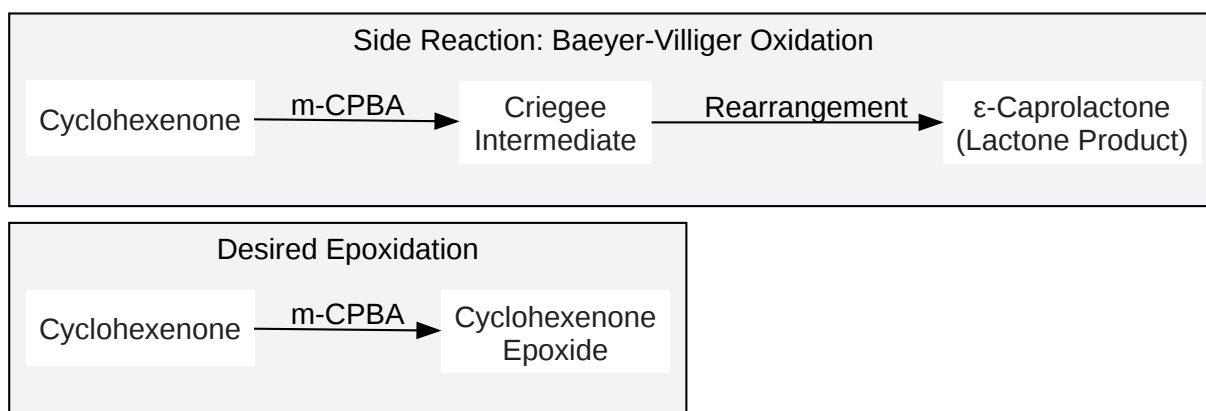 Side Reaction: Baeyer-Villiger Oxidation
Cyclohexenone
m-CPBA
Criegee
Intermediate
Rearrangement
ε-Caprolactone
(Lactone Product)
Desired Epoxidation
Cyclohexenone
m-CPBA
Cyclohexenone
Epoxide